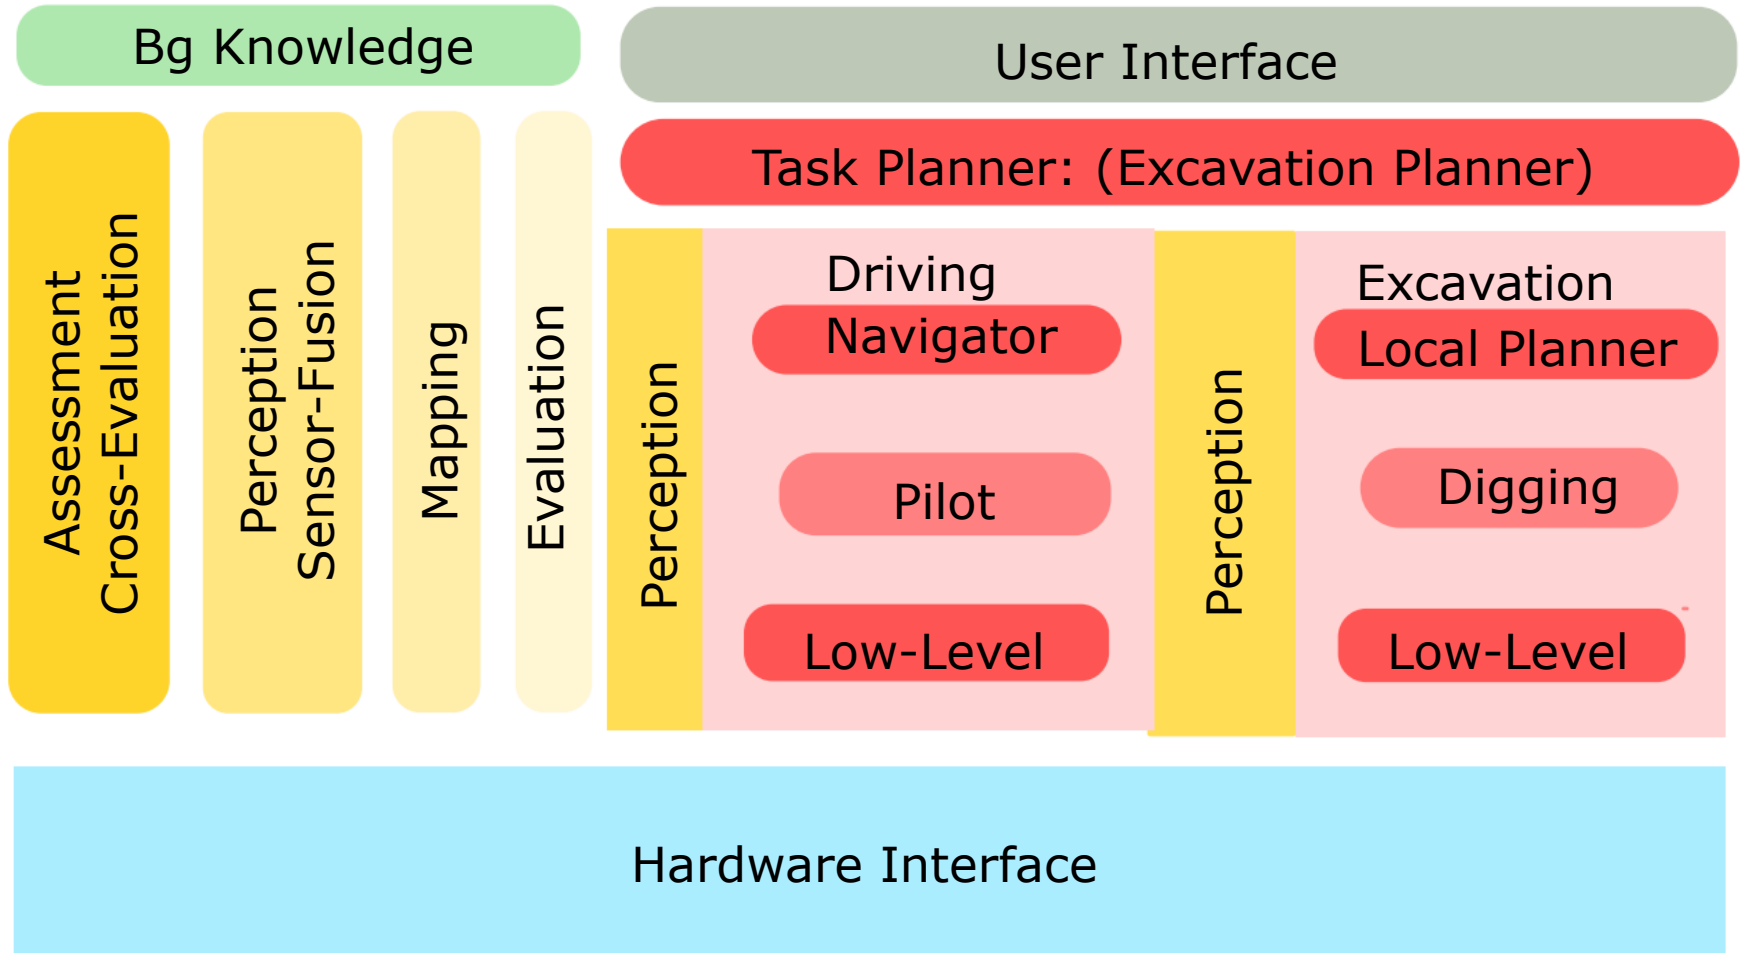 Bg Knowledge
User Interface
Task Planner: (Excavation Planner)
Assessment
Cross-Evaluation
Perception
Sensor-Fusion
Mapping
Evaluation
Perception
Driving
Navigator
Pilot
Low-Level
Perception
Excavation
Local Planner
Digging
Low-Level
Hardware Interface